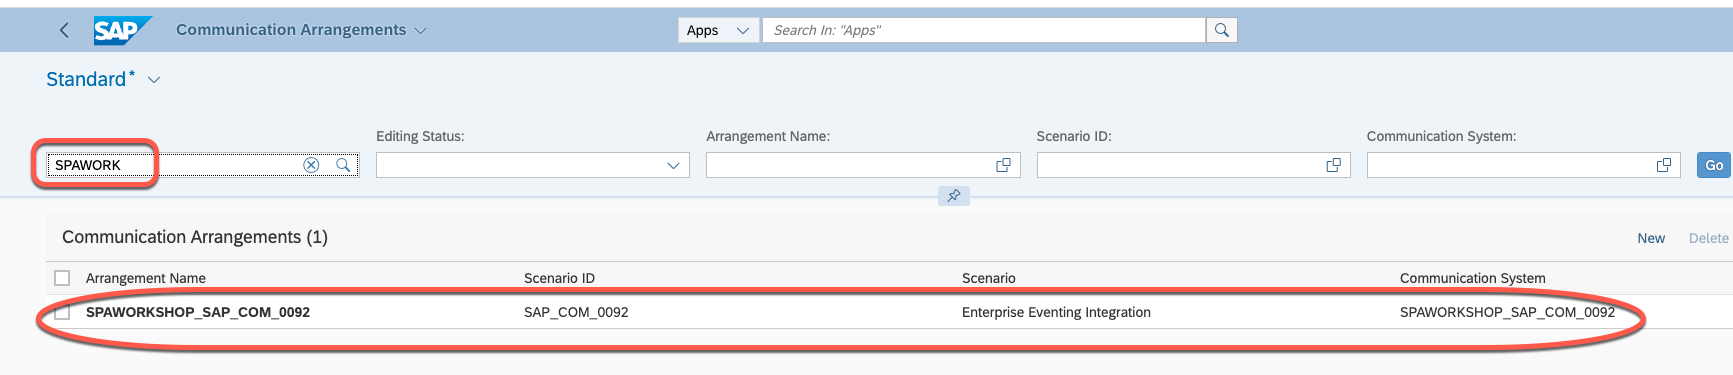 SAP Communication Arrangements Apps Search In: "Apps"
Standard*
Editing Status: Arrangement Name: Scenario ID: Communication System:
SPAWORK Go
Communication Arrangements (1)
New Delete
Arrangement Name Scenario ID Scenario Communication System
SPAWORKSHOP_SAP_COM_0092 SAP_COM_0092 Enterprise Eventing Integration SPAWORKSHOP_SAP_COM_0092